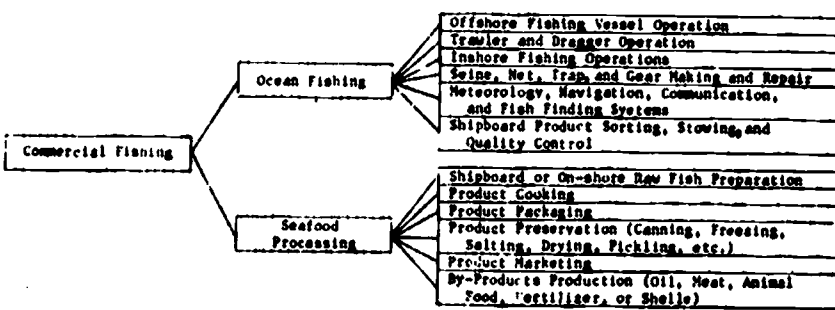 Offshore Fishing Vessel Operation
Trawler and Dragger Operation
Inshore Fishing Operations
Ocean Fishing
Seine, Net, Trap, and Gear Making and Repair
Meteorology, Navigation, Communication,
and Fish Finding Systems
Shipboard Product Sorting, Stowing, and
Quality Control
Commercial Fishing
Shipboard or On-shore Raw Fish Preparation
Product Cooking
Product Packaging
Seafood
Processing
Product Preservation (Canning, Freezing,
Salting, Drying, Pickling, etc.)
Product Marketing
By-Products Production (Oil, Meat, Animal
Food, Fertilizer, or Shells)